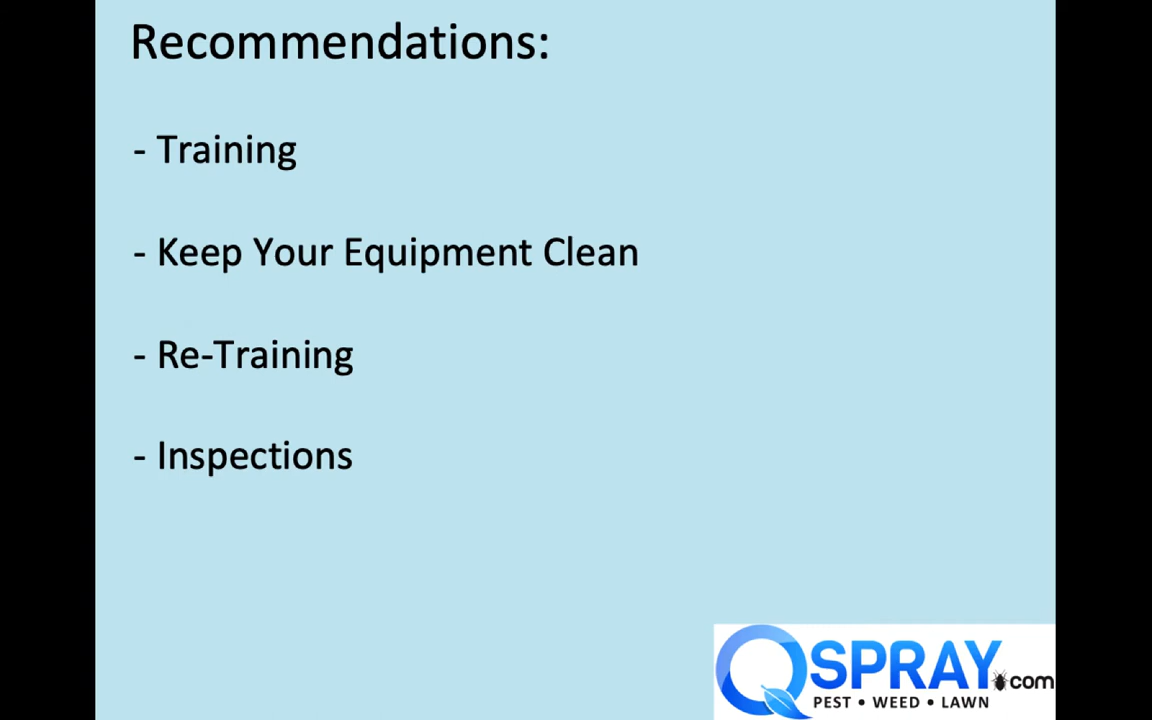 Recommendations:
- Training
- Keep Your Equipment Clean
- Re-Training
- Inspections
QSPRAY.com
PEST • WEED • LAWN